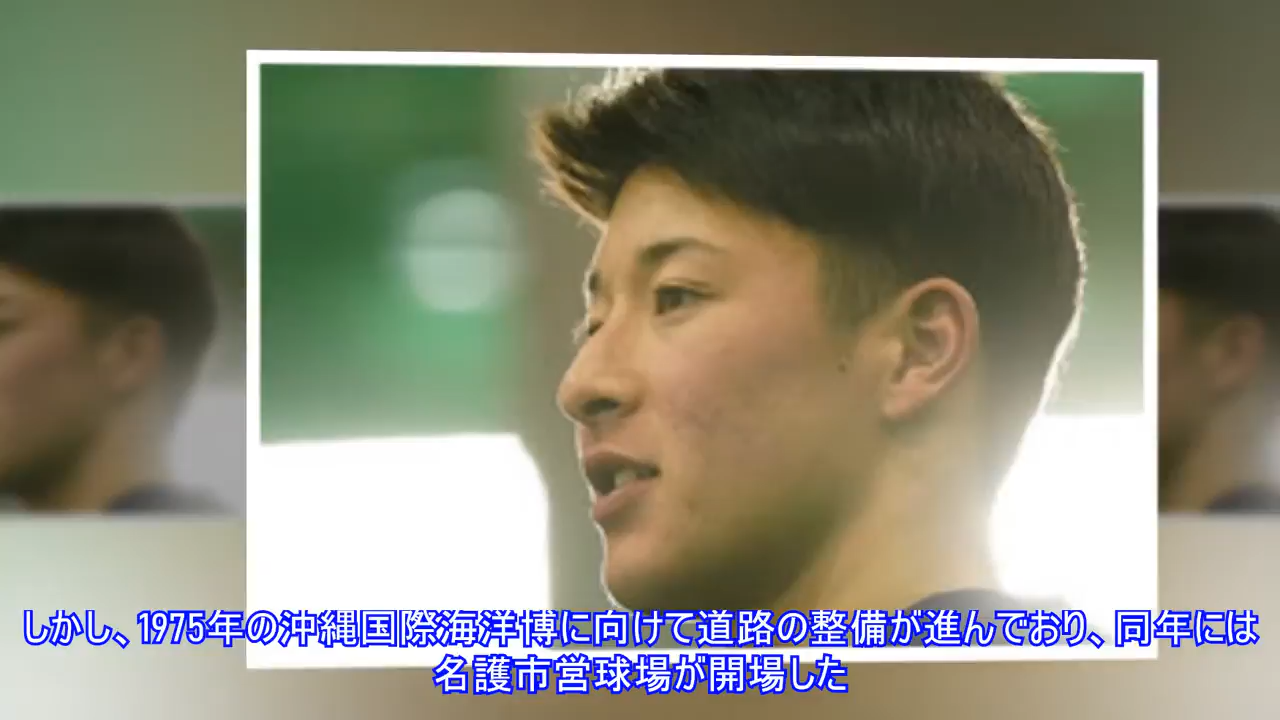 しかし、1975年の沖縄国際海洋博に向けて道路の整備が進んでおり、同年には
名護市営球場が開場した